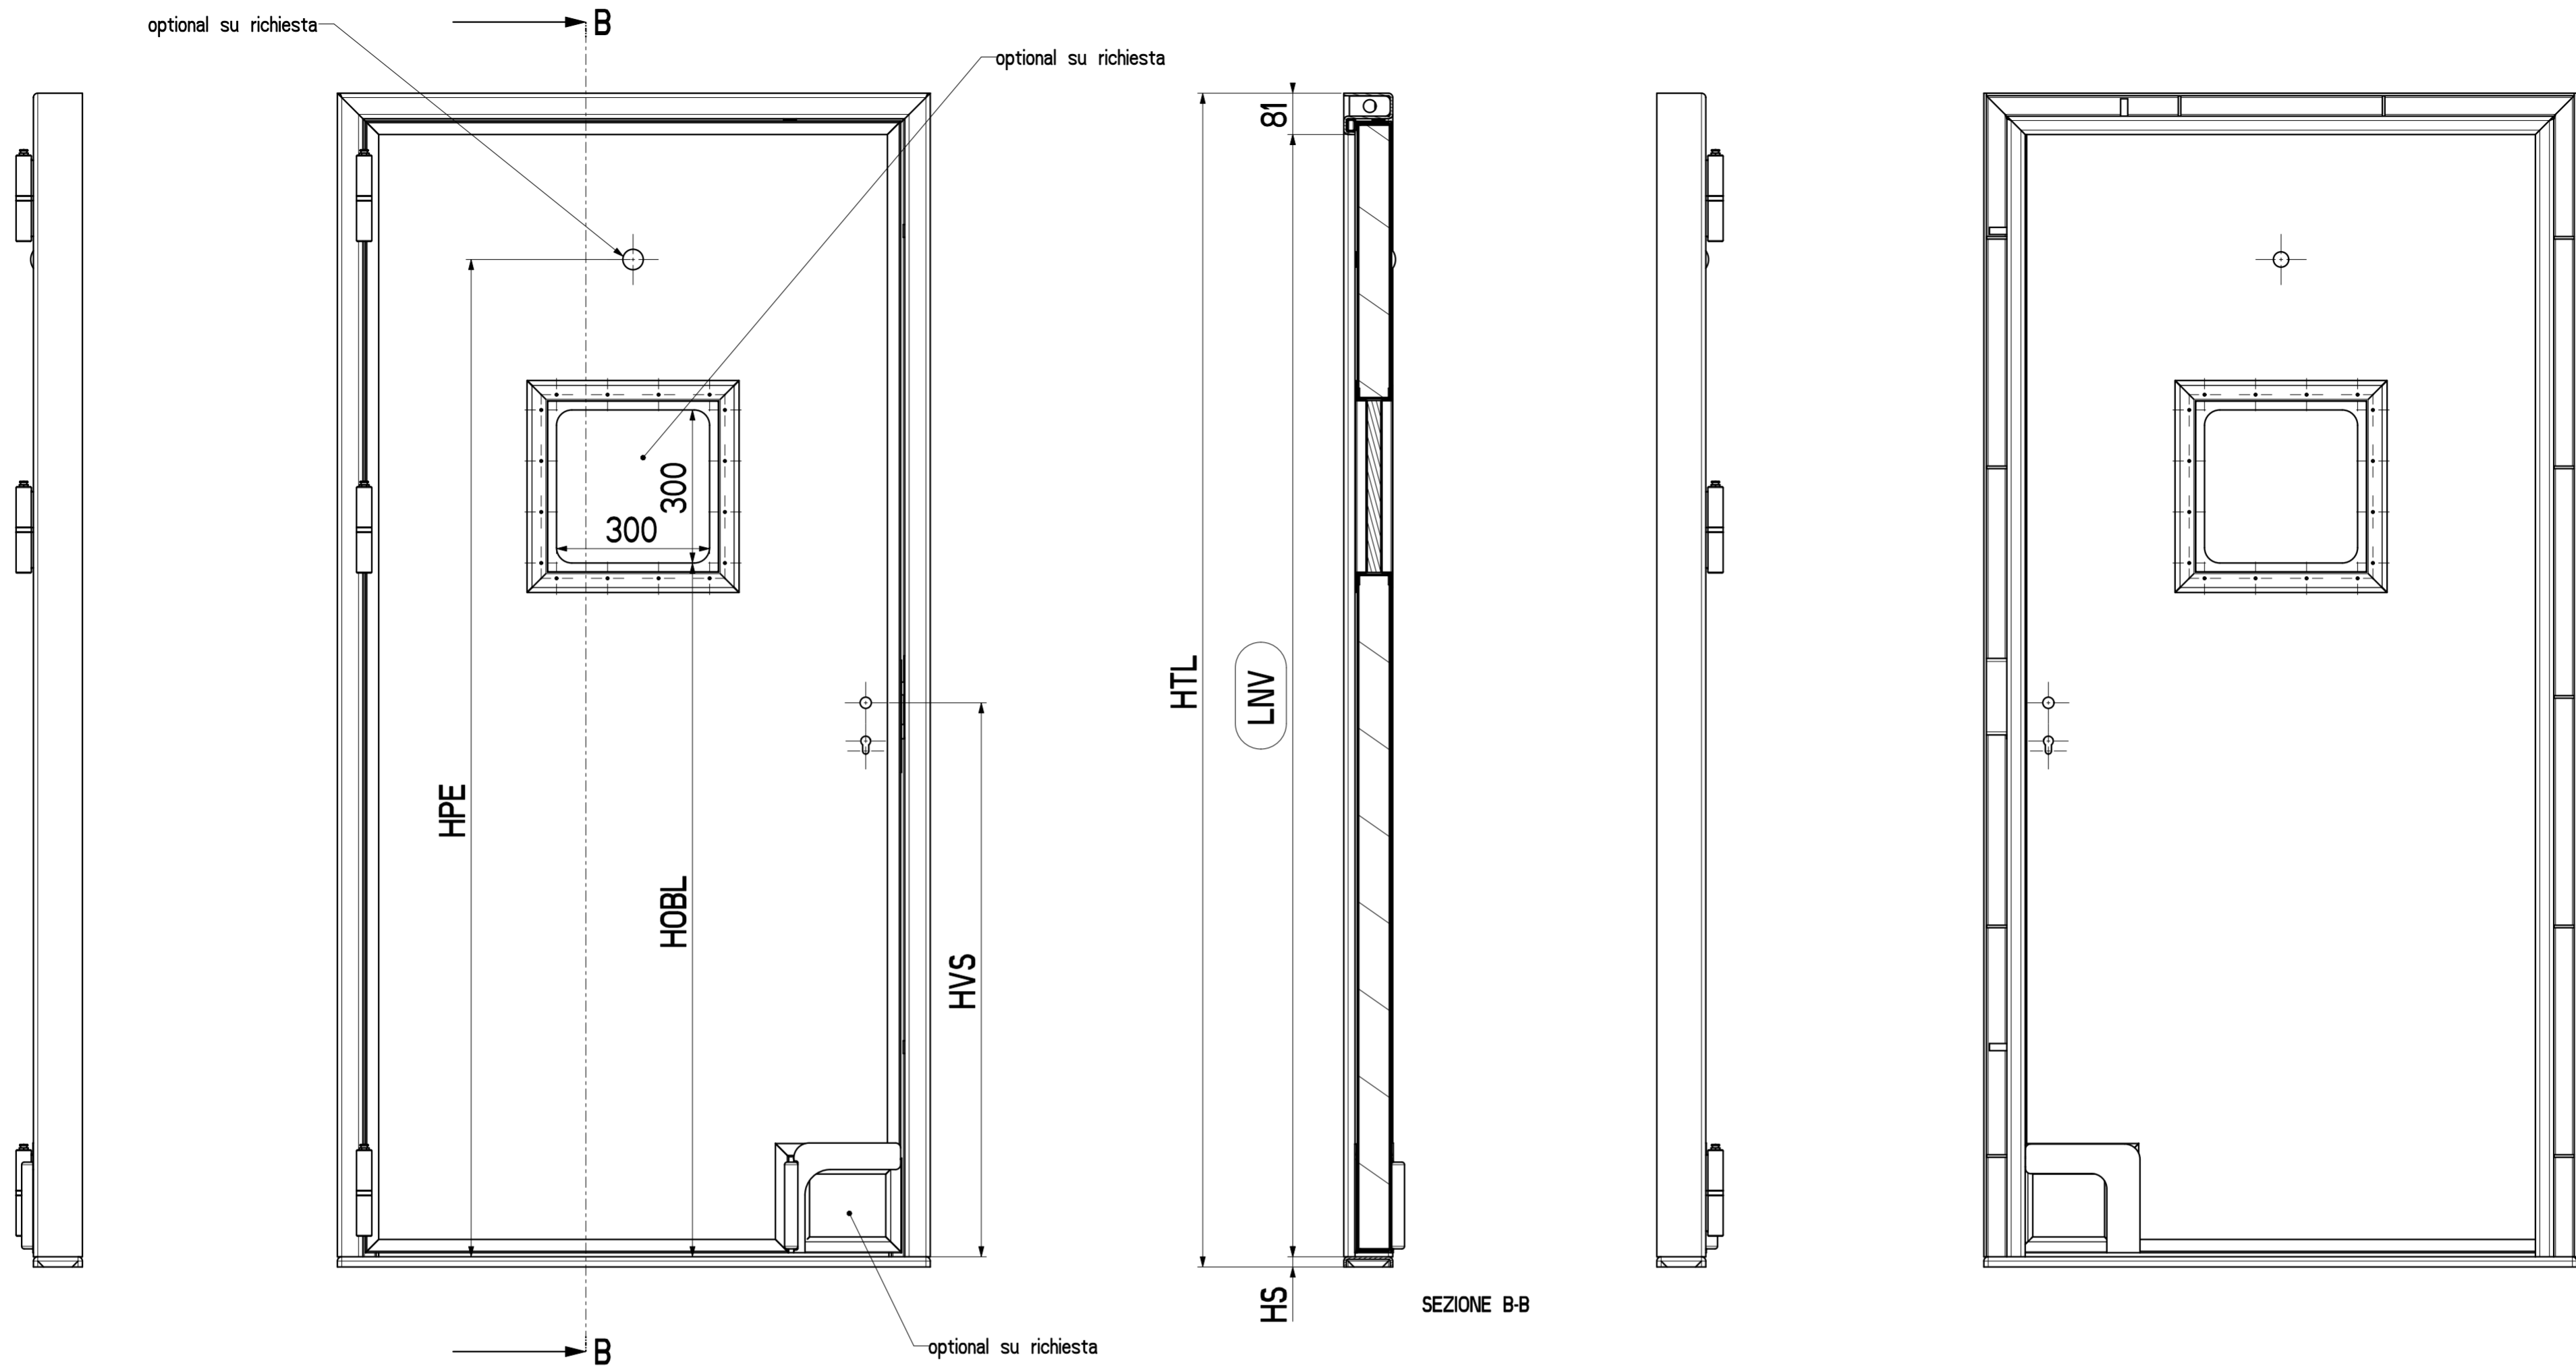 B
optional su richiesta
optional su richiesta
81
300
300
HTL
LNV
HPE
HOBL
HVS
HS
SEZIONE B-B
optional su richiesta
B